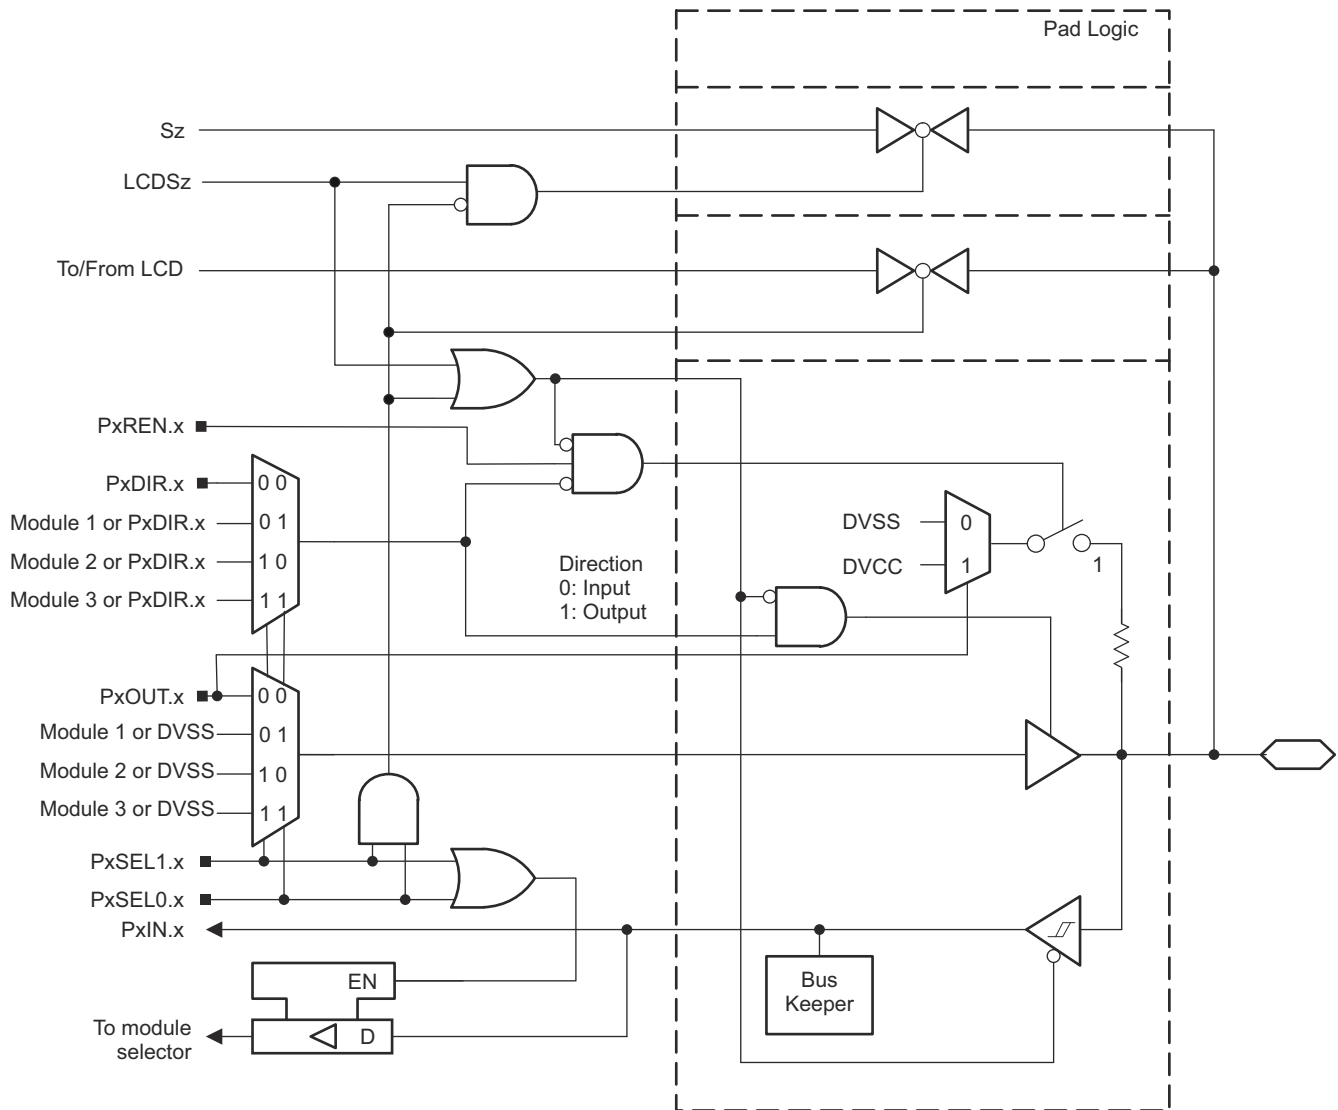 Pad Logic
Sz
LCDSz
To/From LCD
PxREN.x
PxDIR.x
0 0
Module 1 or PxDIR.x
0 1
Module 2 or PxDIR.x
1 0
Module 3 or PxDIR.x
1 1
Direction
0: Input
1: Output
DVSS
0
DVCC
1
1
PxOUT.x
0 0
Module 1 or DVSS
0 1
Module 2 or DVSS
1 0
Module 3 or DVSS
1 1
PxSEL1.x
PxSEL0.x
PxIN.x
Bus
Keeper
EN
D
To module
selector